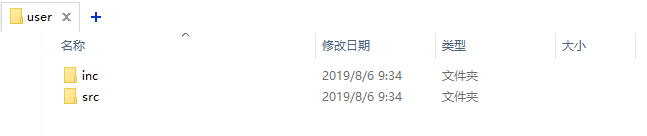 user
名称 修改日期 类型 大小
inc 2019/8/6 9:34 文件夹
src 2019/8/6 9:34 文件夹